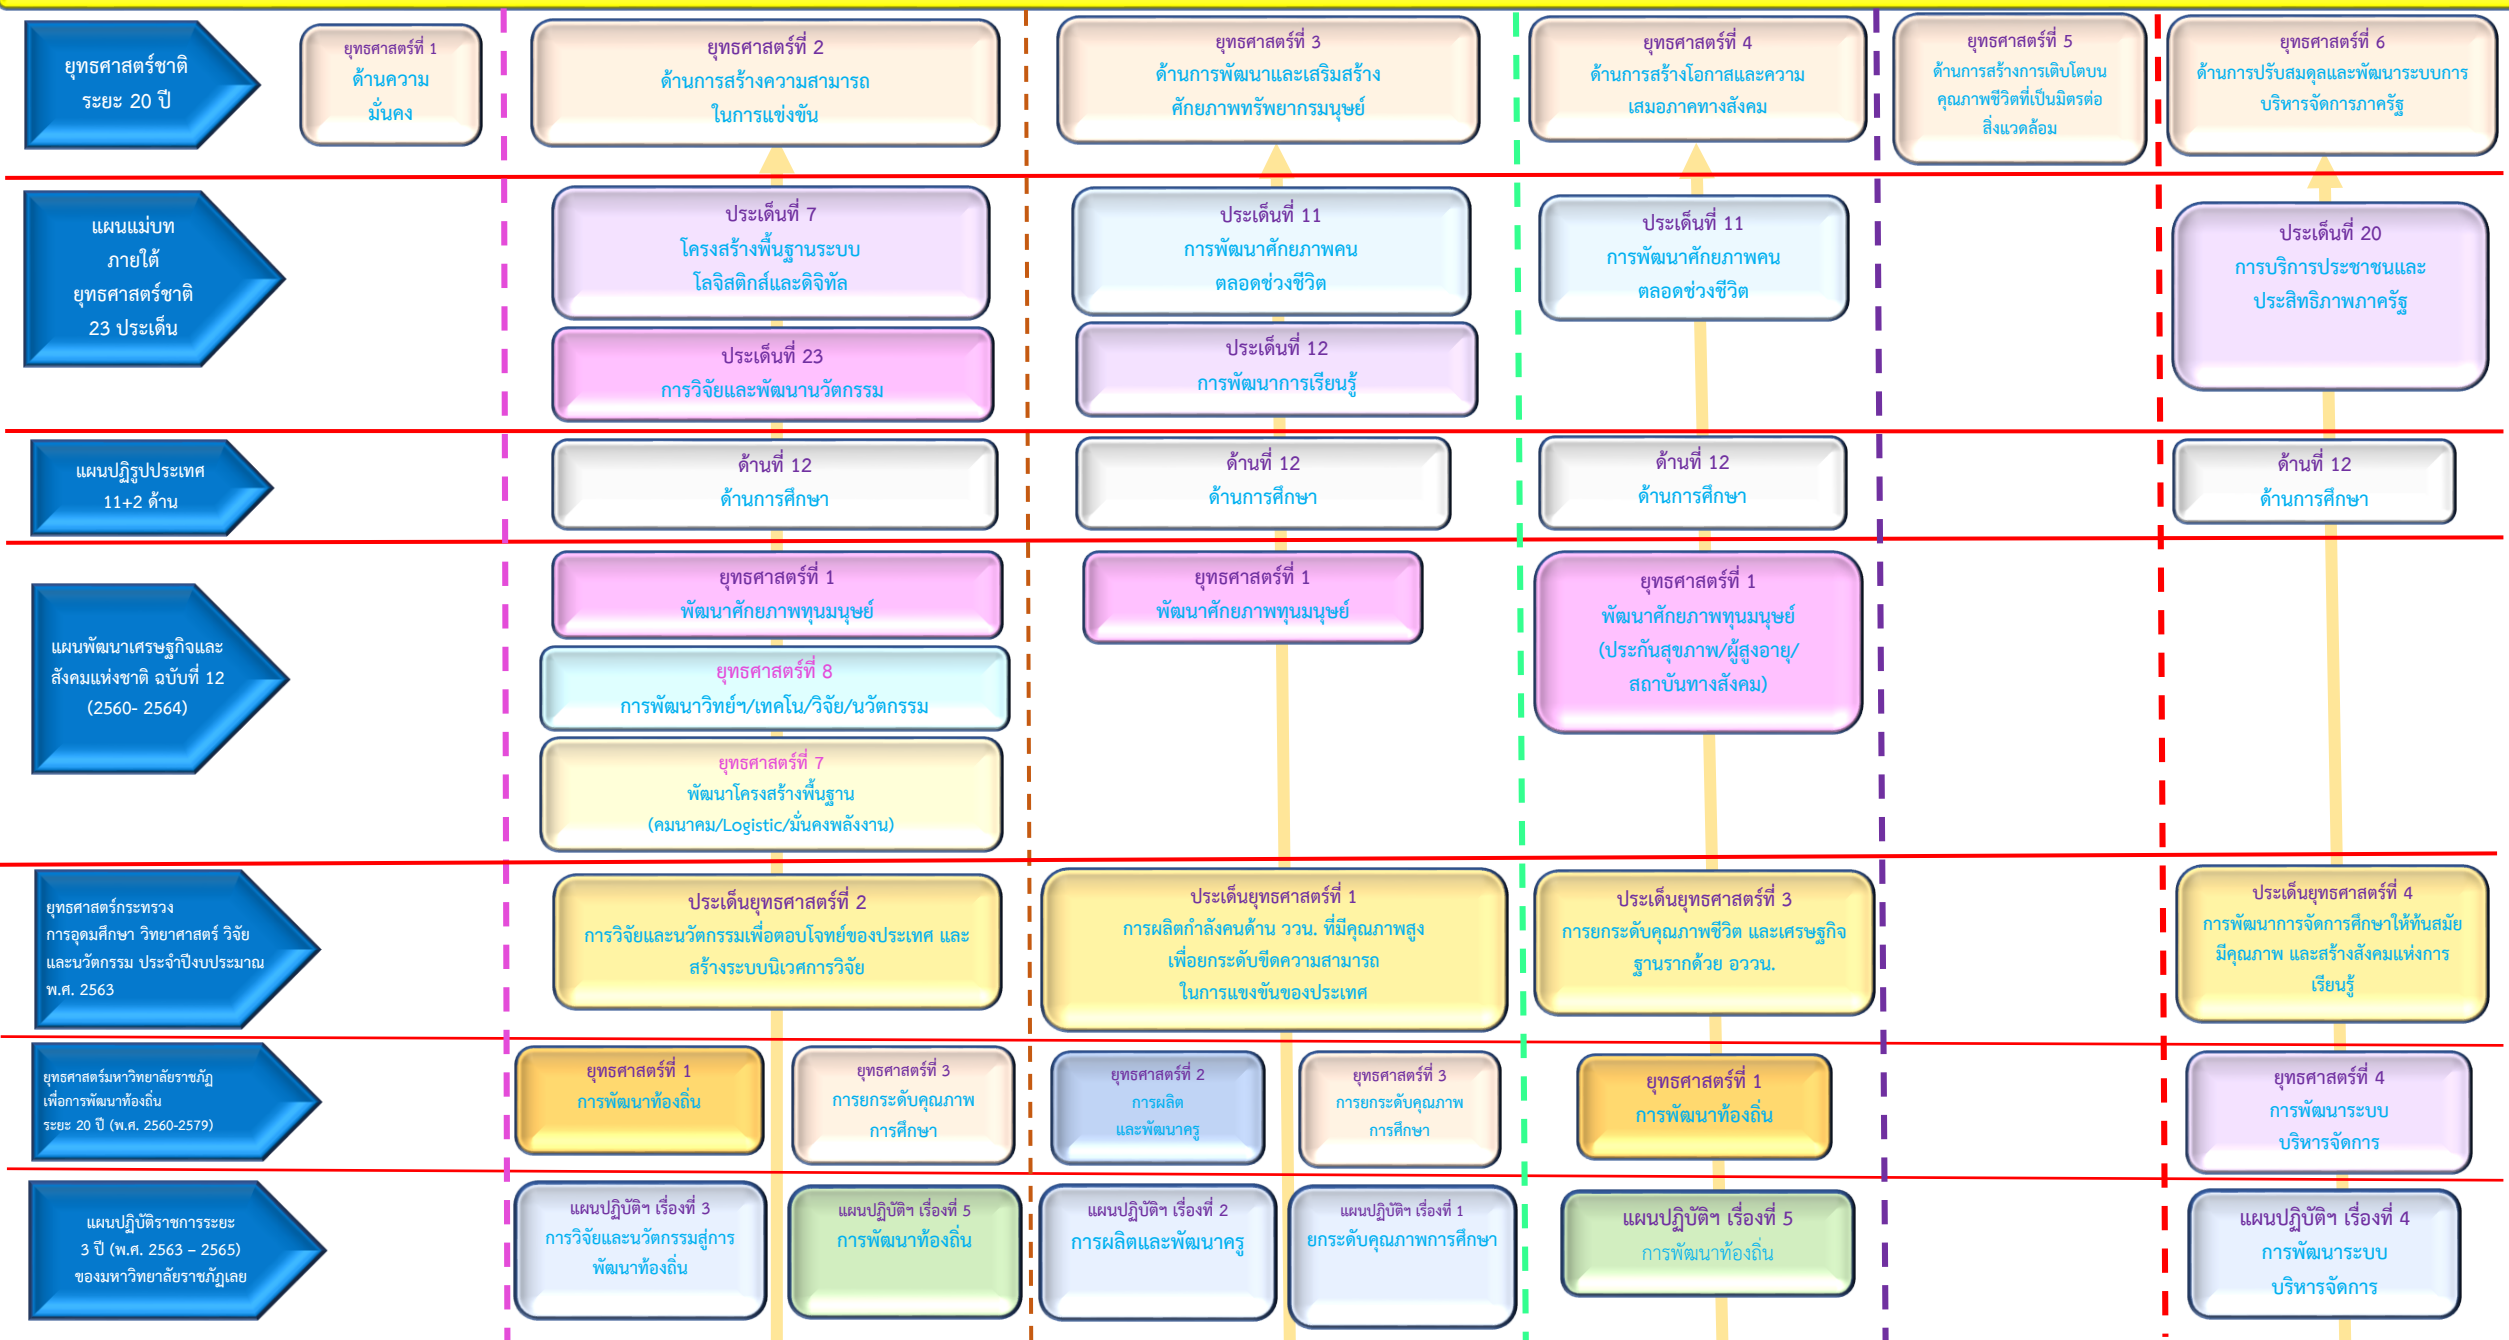 ยุทธศาสตร์ชาติ
ระยะ 20 ปี
ยุทธศาสตร์ที่ 1
ด้านความ
มั่นคง
ยุทธศาสตร์ที่ 2
ด้านการสร้างความสามารถ
ในการแข่งขัน
ยุทธศาสตร์ที่ 3
ด้านการพัฒนาและเสริมสร้าง
ศักยภาพทรัพยากรมนุษย์
ยุทธศาสตร์ที่ 4
ด้านการสร้างโอกาสและความ
เสมอภาคทางสังคม
ยุทธศาสตร์ที่ 5
ด้านการสร้างการเติบโตบน
คุณภาพชีวิตที่เป็นมิตรต่อ
สิ่งแวดล้อม
ยุทธศาสตร์ที่ 6
ด้านการปรับสมดุลและพัฒนาระบบการ
บริหารจัดการภาครัฐ
แผนแม่บท
ภายใต้
ยุทธศาสตร์ชาติ
23 ประเด็น
ประเด็นที่ 7
โครงสร้างพื้นฐานระบบ
โลจิสติกส์และดิจิทัล
ประเด็นที่ 23
การวิจัยและพัฒนานวัตกรรม
ประเด็นที่ 11
การพัฒนาศักยภาพคน
ตลอดช่วงชีวิต
ประเด็นที่ 12
การพัฒนาการเรียนรู้
ประเด็นที่ 11
การพัฒนาศักยภาพคน
ตลอดช่วงชีวิต
ประเด็นที่ 20
การบริการประชาชนและ
ประสิทธิภาพภาครัฐ
แผนปฏิรูปประเทศ
11+2 ด้าน
ด้านที่ 12
ด้านการศึกษา
ด้านที่ 12
ด้านการศึกษา
ด้านที่ 12
ด้านการศึกษา
ด้านที่ 12
ด้านการศึกษา
แผนพัฒนาเศรษฐกิจและ
สังคมแห่งชาติ ฉบับที่ 12
(2560- 2564)
ยุทธศาสตร์ที่ 1
พัฒนาศักยภาพทุนมนุษย์
ยุทธศาสตร์ที่ 8
การพัฒนาวิทย์ฯ/เทคโน/วิจัย/นวัตกรรม
ยุทธศาสตร์ที่ 7
พัฒนาโครงสร้างพื้นฐาน
(คมนาคม/Logistic/มั่นคงพลังงาน)
ยุทธศาสตร์ที่ 1
พัฒนาศักยภาพทุนมนุษย์
ยุทธศาสตร์ที่ 1
พัฒนาศักยภาพทุนมนุษย์
(ประกันสุขภาพ/ผู้สูงอายุ/
สถาบันทางสังคม)
ยุทธศาสตร์กระทรวง
การอุดมศึกษา วิทยาศาสตร์ วิจัย
และนวัตกรรม ประจำปีงบประมาณ
พ.ศ. 2563
ประเด็นยุทธศาสตร์ที่ 2
การวิจัยและนวัตกรรมเพื่อตอบโจทย์ของประเทศ และ
สร้างระบบนิเวศการวิจัย
ประเด็นยุทธศาสตร์ที่ 1
การผลิตกำลังคนด้าน ววน. ที่มีคุณภาพสูง
เพื่อยกระดับขีดความสามารถ
ในการแขงขันของประเทศ
ประเด็นยุทธศาสตร์ที่ 3
การยกระดับคุณภาพชีวิต และเศรษฐกิจ
ฐานรากด้วย อววน.
ประเด็นยุทธศาสตร์ที่ 4
การพัฒนาการจัดการศึกษาให้ทันสมัย
มีคุณภาพ และสร้างสังคมแห่งการ
เรียนรู้
ยุทธศาสตร์มหาวิทยาลัยราชภัฏ
เพื่อการพัฒนาท้องถิ่น
ระยะ 20 ปี (พ.ศ. 2560-2579)
ยุทธศาสตร์ที่ 1
การพัฒนาท้องถิ่น
ยุทธศาสตร์ที่ 3
การยกระดับคุณภาพ
การศึกษา
ยุทธศาสตร์ที่ 2
การผลิต
และพัฒนาครู
ยุทธศาสตร์ที่ 3
การยกระดับคุณภาพ
การศึกษา
ยุทธศาสตร์ที่ 1
การพัฒนาท้องถิ่น
ยุทธศาสตร์ที่ 4
การพัฒนาระบบ
บริหารจัดการ
แผนปฏิบัติราชการระยะ
3 ปี (พ.ศ. 2563 – 2565)
ของมหาวิทยาลัยราชภัฏเลย
แผนปฏิบัติฯ เรื่องที่ 3
การวิจัยและนวัตกรรมสู่การ
พัฒนาท้องถิ่น
แผนปฏิบัติฯ เรื่องที่ 5
การพัฒนาท้องถิ่น
แผนปฏิบัติฯ เรื่องที่ 2
การผลิตและพัฒนาครู
แผนปฏิบัติฯ เรื่องที่ 1
ยกระดับคุณภาพการศึกษา
แผนปฏิบัติฯ เรื่องที่ 5
การพัฒนาท้องถิ่น
แผนปฏิบัติฯ เรื่องที่ 4
การพัฒนาระบบ
บริหารจัดการ